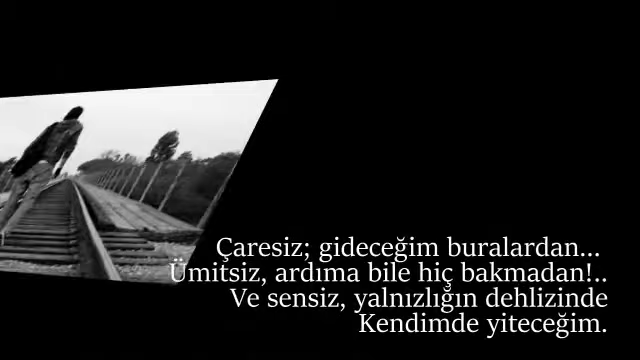 Çaresiz; gideceğim buralardan...
Ümitsiz, ardıma bile hiç bakmadan!..
Ve sensiz, yalnızlığın dehlizinde
Kendimde yiteceğim.